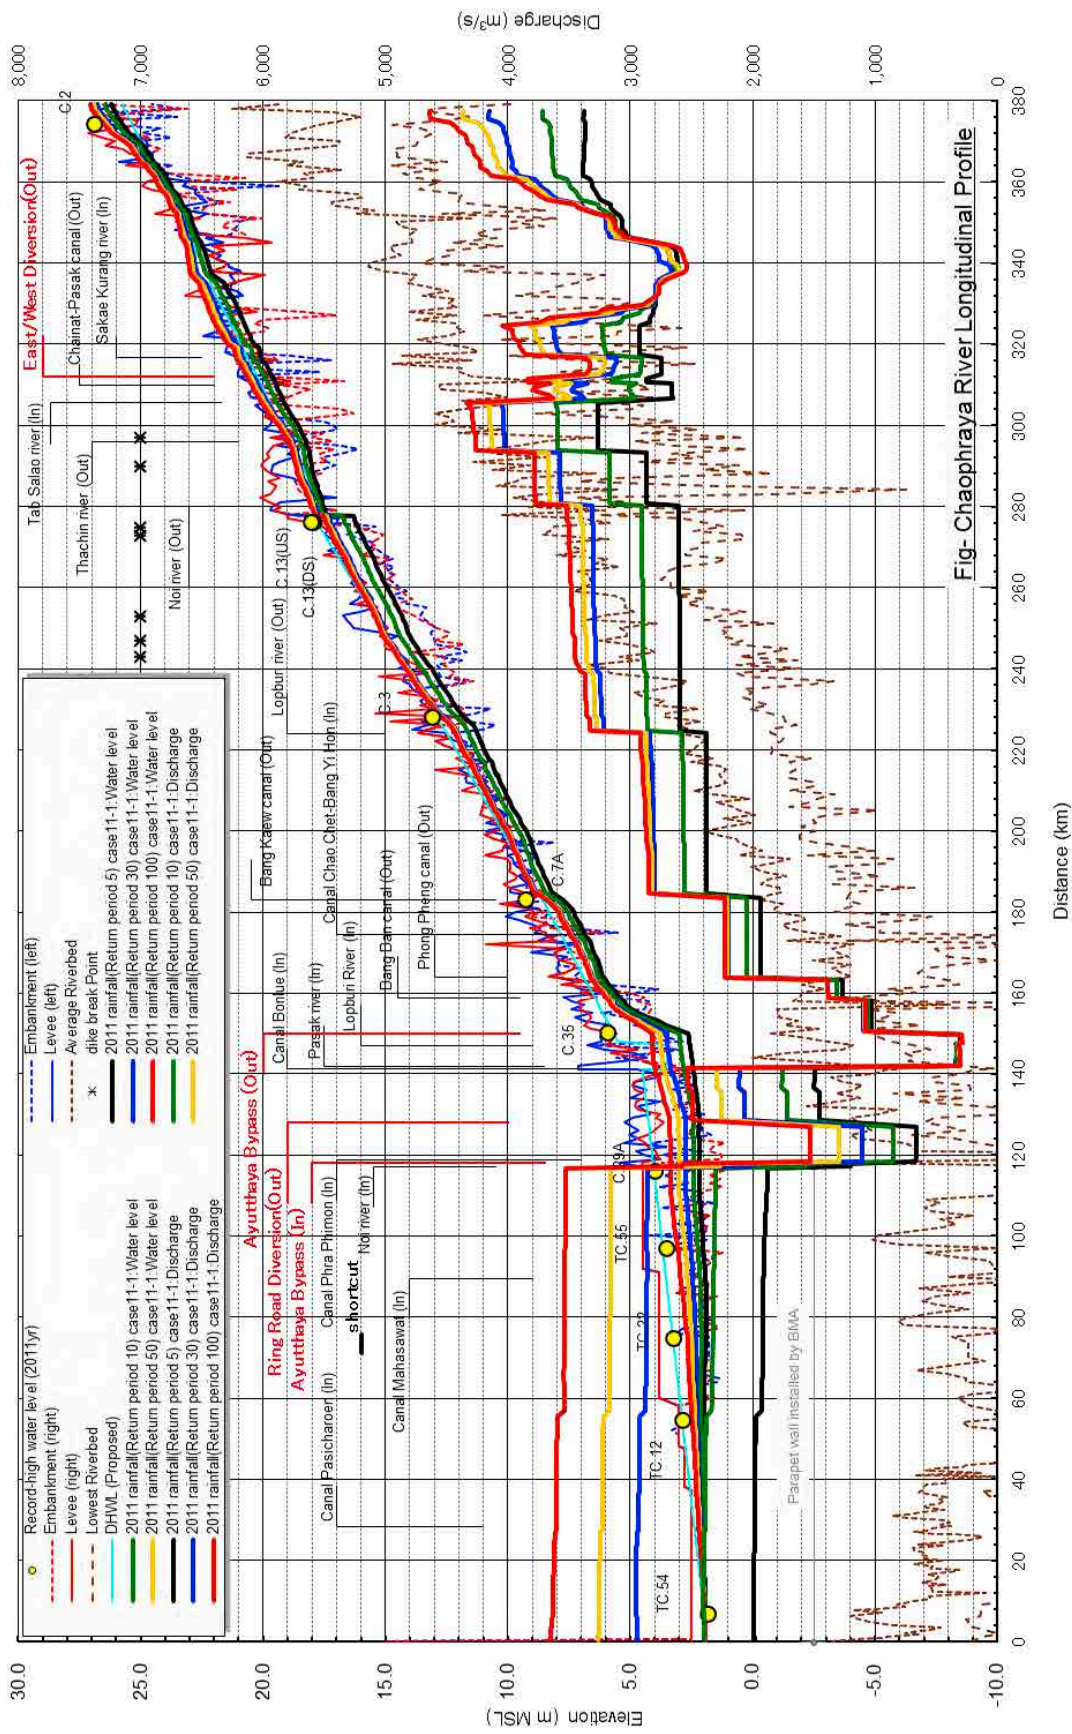 Fig- Chaophraya River Longitudinal Profile
Record-high water level (2011yr)
Embankment (right)
Levee (right)
Lowest Riverbed
DHWL (Proposed)
2011 rainfall(Return period 10) case11-1:Water level
2011 rainfall(Return period 50) case11-1:Water level
2011 rainfall(Return period 5) case11-1:Discharge
2011 rainfall(Return period 30) case11-1:Discharge
2011 rainfall(Return period 100) case11-1:Discharge
Embankment (left)
Levee (left)
Average Riverbed
dike break Point
2011 rainfall(Return period 5) case11-1:Water level
2011 rainfall(Return period 30) case11-1:Water level
2011 rainfall(Return period 100) case11-1:Water level
2011 rainfall(Return period 10) case11-1:Discharge
2011 rainfall(Return period 50) case11-1:Discharge
Elevation (m MSL)
30.0
25.0
20.0
15.0
10.0
5.0
0.0
-5.0
-10.0
Discharge (m³/s)
8,000
7,000
6,000
5,000
4,000
3,000
2,000
1,000
0
0
20
40
60
80
100
120
140
160
180
200
220
240
260
280
300
320
340
360
380
Distance (km)
Canal Pasicharoen (In)
Canal Mahasawat (In)
shortcut
Noi river (In)
Canal Phra Phimon (In)
Ayutthaya Bypass (In)
Ring Road Diversion(Out)
Ayutthaya Bypass (Out)
Canal Bonlue (In)
Pasak river (In)
Lopburi River (In)
Bang Ban canal (Out)
Phong Pheng canal (Out)
Bang Kaew canal (Out)
Canal Chao Chet-Bang Yi Hon (In)
Lopburi river (Out)
Noi river (Out)
Thachin river (Out)
Tab Salao river (In)
East/West Diversion(Out)
Chainat-Pasak canal (Out)
Sakae Kurang river (In)
TC.54
TC.12
TC.22
TC.55
C.29A
C.35
C.7A
C.3
C.13(DS)
C.13(US)
C.2
Parapet wall installed by BMA